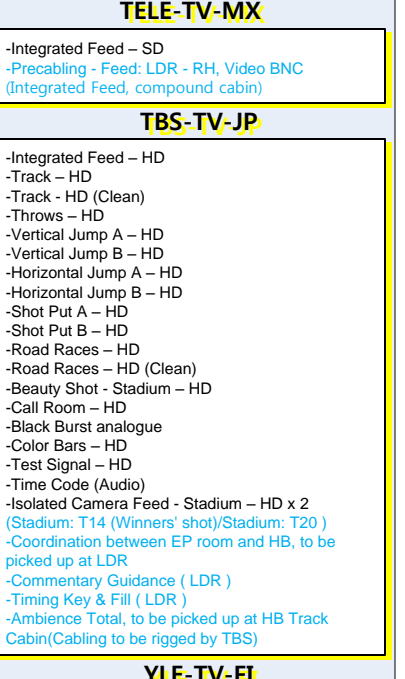 TELE-TV-MX
-Integrated Feed – SD
-Precabling - Feed: LDR - RH, Video BNC
(Integrated Feed, compound cabin)
TBS-TV-JP
-Integrated Feed – HD
-Track – HD
-Track - HD (Clean)
-Throws – HD
-Vertical Jump A – HD
-Vertical Jump B – HD
-Horizontal Jump A – HD
-Horizontal Jump B – HD
-Shot Put A – HD
-Shot Put B – HD
-Road Races – HD
-Road Races – HD (Clean)
-Beauty Shot - Stadium – HD
-Call Room – HD
-Black Burst analogue
-Color Bars – HD
-Test Signal – HD
-Time Code (Audio)
-Isolated Camera Feed - Stadium – HD x 2
(Stadium: T14 (Winners' shot)/Stadium: T20 )
-Coordination between EP room and HB, to be
picked up at LDR
-Commentary Guidance ( LDR )
-Timing Key & Fill ( LDR )
-Ambience Total, to be picked up at HB Track
Cabin(Cabling to be rigged by TBS)
YLE-TV-FI